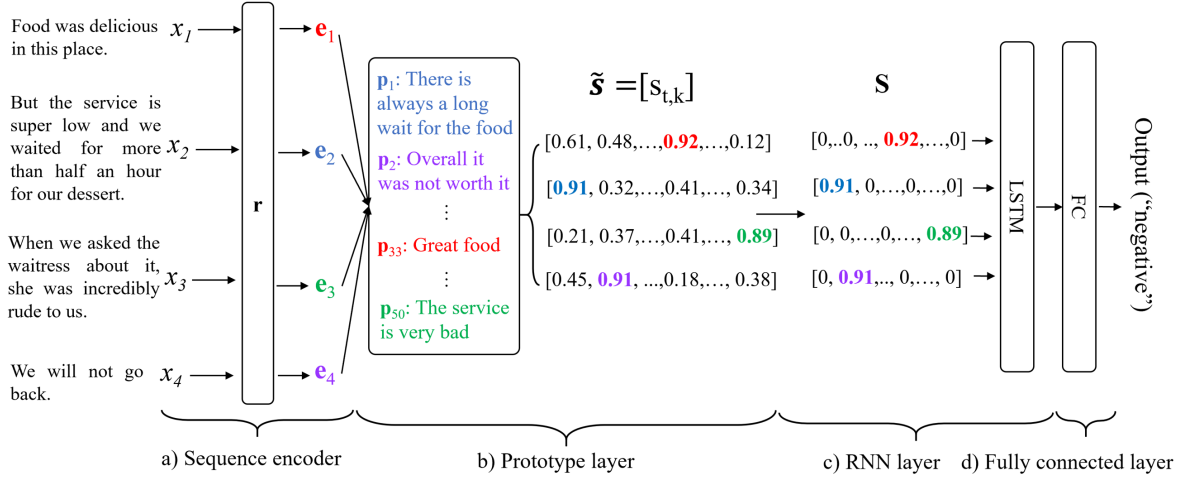 Food was delicious
in this place.
x1
e1
But the service is
super low and we
waited for more
than half an hour
for our dessert.
x2
e2
When we asked the
waitress about it,
she was incredibly
rude to us.
x3
e3
We will not go
back.
x4
e4
r
p1: There is
always a long
wait for the food
p2: Overall it
was not worth it
⋮
p33: Great food
⋮
p50: The service
is very bad
s̃ =[st,k]
[0.61, 0.48,...,0.92,...,0.12]
[0.91, 0.32,...,0.41,..., 0.34]
[0.21, 0.37,...,0.41,..., 0.89]
[0.45, 0.91, ...,0.18,..., 0.38]
S
[0,..0, .., 0.92,...,0]
[0.91, 0,...,0,...,0]
[0, 0,...,0,..., 0.89]
[0, 0.91,.., 0,..., 0]
LSTM
FC
Output (“negative”)
a) Sequence encoder
b) Prototype layer
c) RNN layer
d) Fully connected layer